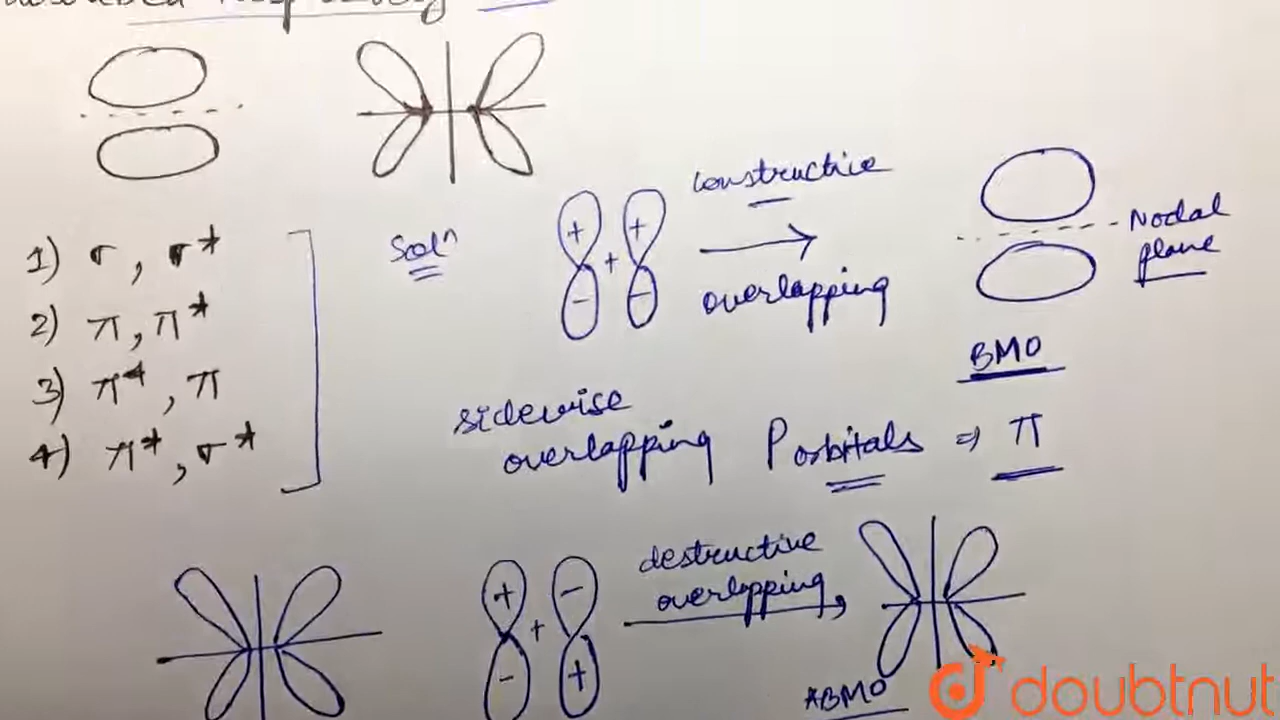 1) σ, σ*
2) π, π*
3) π*, π
4) π*, σ*
Soln
+ + +
- -
constructive
overlapping
Nodal
plane
BMO
sidewise
overlapping P orbitals ⇒ π
+ + -
- +
destructive
overlapping
ABMO
doubtnut